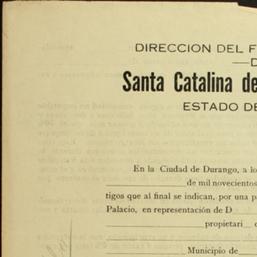 DIRECCION DEL F
—D
Santa Catalina de
ESTADO DE
En la Ciudad de Durango, a lo
de mil novecientos
tigos que al final se indican, por una p
Palacio, en representación de D
propietari
Municipio de